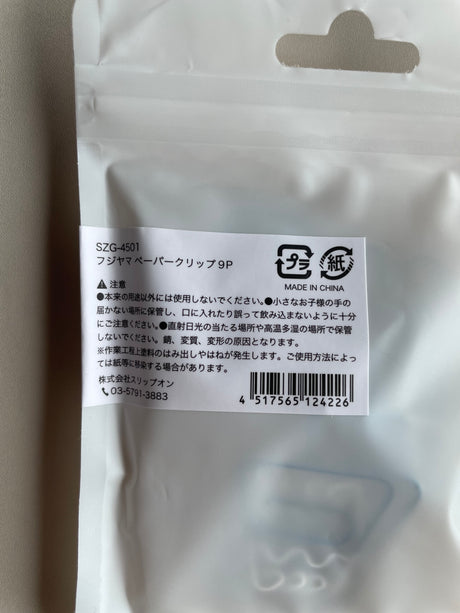 SZG-4501
フジヤマ ペーパークリップ 9P
プラ
紙
MADE IN CHINA
⚠ 注意
●本来の用途以外には使用しないでください。●小さなお子様の手の
届かない場所に保管し、口に入れたり誤って飲み込まないように十分
にご注意ください。●直射日光の当たる場所や高温多湿の場所で保管
しないでください。錆、変質、変形の原因となります。
※作業工程上塗料のはみ出しやはねが発生します。ご使用方法によっ
ては紙等に移染する場合があります。
株式会社スリップオン
03-5791-3883
4 517565 124226